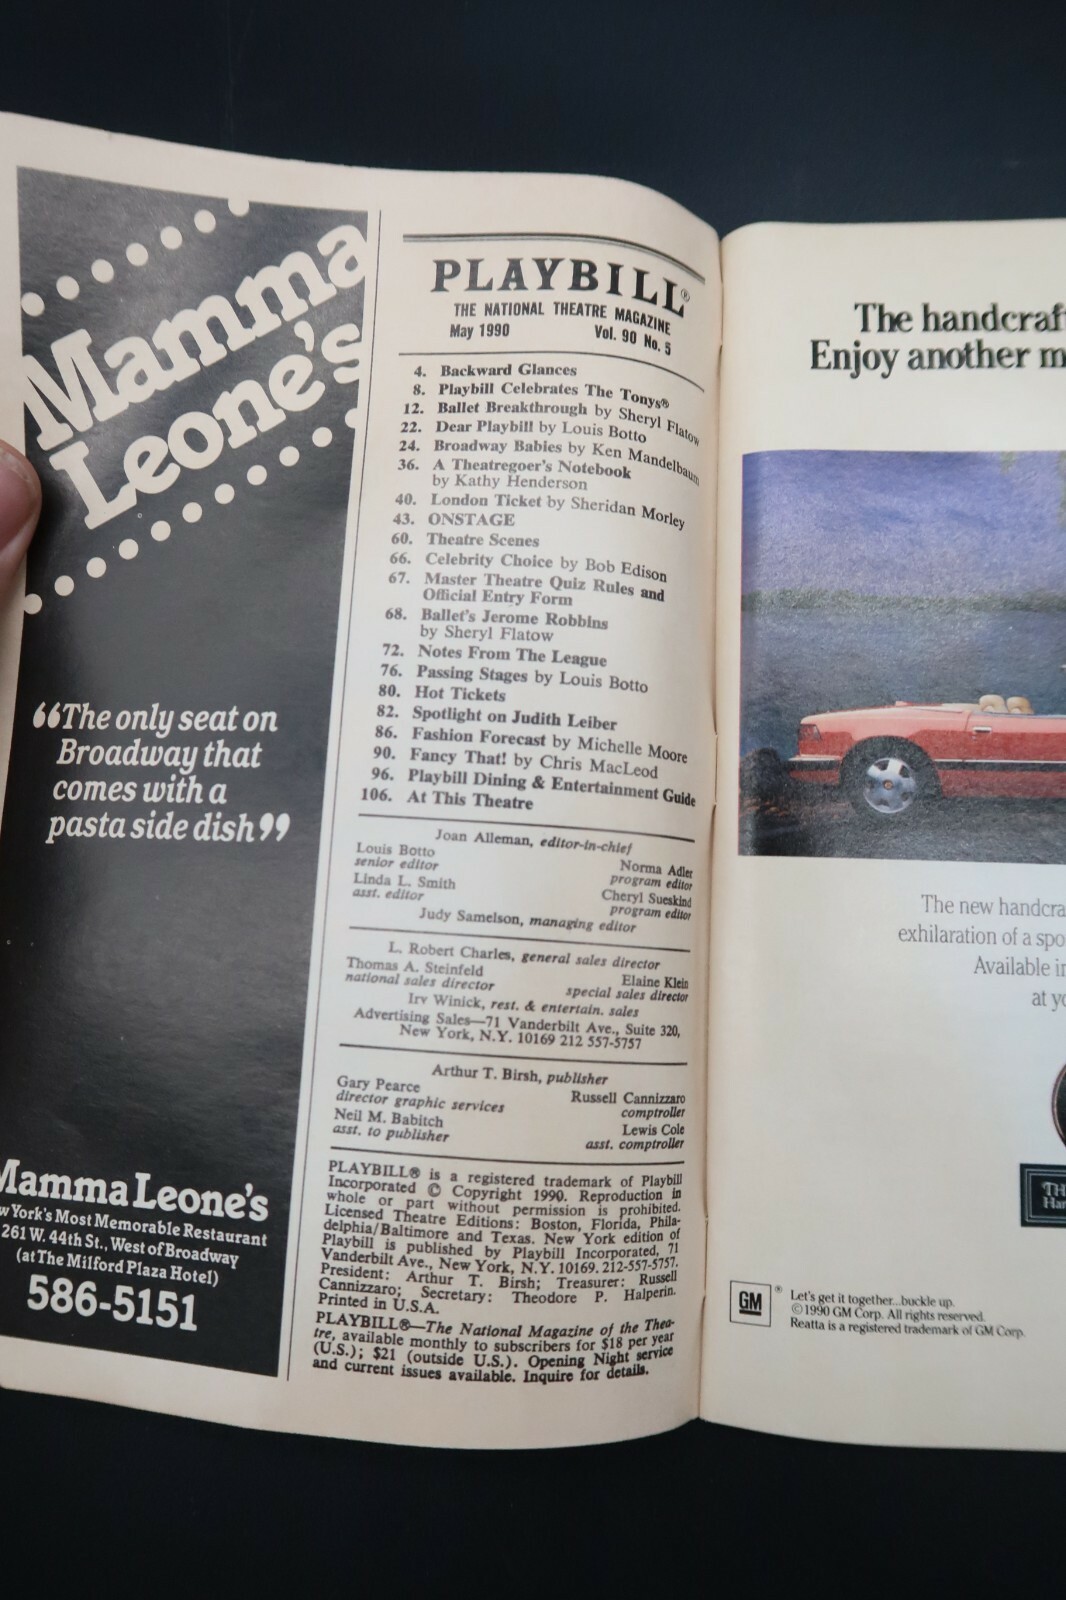 Mamma
Leone's
“The only seat on
Broadway that
comes with a
pasta side dish”
Mamma Leone's
York's Most Memorable Restaurant
261 W. 44th St., West of Broadway
(at The Milford Plaza Hotel)
586-5151
PLAYBILL®
THE NATIONAL THEATRE MAGAZINE
May 1990 Vol. 90 No. 5
4. Backward Glances
8. Playbill Celebrates The Tonys®
12. Ballet Breakthrough by Sheryl Flatow
22. Dear Playbill by Louis Botto
24. Broadway Babies by Ken Mandelbaum
36. A Theatregoer's Notebook
by Kathy Henderson
40. London Ticket by Sheridan Morley
43. ONSTAGE
60. Theatre Scenes
66. Celebrity Choice by Bob Edison
67. Master Theatre Quiz Rules and
Official Entry Form
68. Ballet's Jerome Robbins
by Sheryl Flatow
72. Notes From The League
76. Passing Stages by Louis Botto
80. Hot Tickets
82. Spotlight on Judith Leiber
86. Fashion Forecast by Michelle Moore
90. Fancy That! by Chris MacLeod
96. Playbill Dining & Entertainment Guide
106. At This Theatre
Joan Alleman, editor-in-chief
Louis Botto
senior editor
Norma Adler
program editor
Linda L. Smith
asst. editor
Cheryl Sueskind
program editor
Judy Samelson, managing editor
L. Robert Charles, general sales director
Thomas A. Steinfeld
national sales director
Elaine Klein
special sales director
Irv Winick, rest. & entertain. sales
Advertising Sales—71 Vanderbilt Ave., Suite 320,
New York, N.Y. 10169 212 557-5757
Arthur T. Birsh, publisher
Gary Pearce
director graphic services
Russell Cannizzaro
comptroller
Neil M. Babitch
asst. to publisher
Lewis Cole
asst. comptroller
PLAYBILL® is a registered trademark of Playbill
Incorporated © Copyright 1990. Reproduction in
whole or part without permission is prohibited.
Licensed Theatre Editions: Boston, Florida, Phila-
delphia/Baltimore and Texas. New York edition of
Playbill is published by Playbill Incorporated, 71
Vanderbilt Ave., New York, N.Y. 10169. 212-557-5757.
President: Arthur T. Birsh; Treasurer: Russell
Cannizzaro; Secretary: Theodore P. Halperin.
Printed in U.S.A.
PLAYBILL®—The National Magazine of the Thea-
tre, available monthly to subscribers for $18 per year
(U.S.); $21 (outside U.S.). Opening Night service
and current issues available. Inquire for details.
The handcraf
Enjoy another m
The new handcra
exhilaration of a spo
Available in
at yo
TH
Har
GM®
Let's get it together...buckle up.
©1990 GM Corp. All rights reserved.
Reatta is a registered trademark of GM Corp.